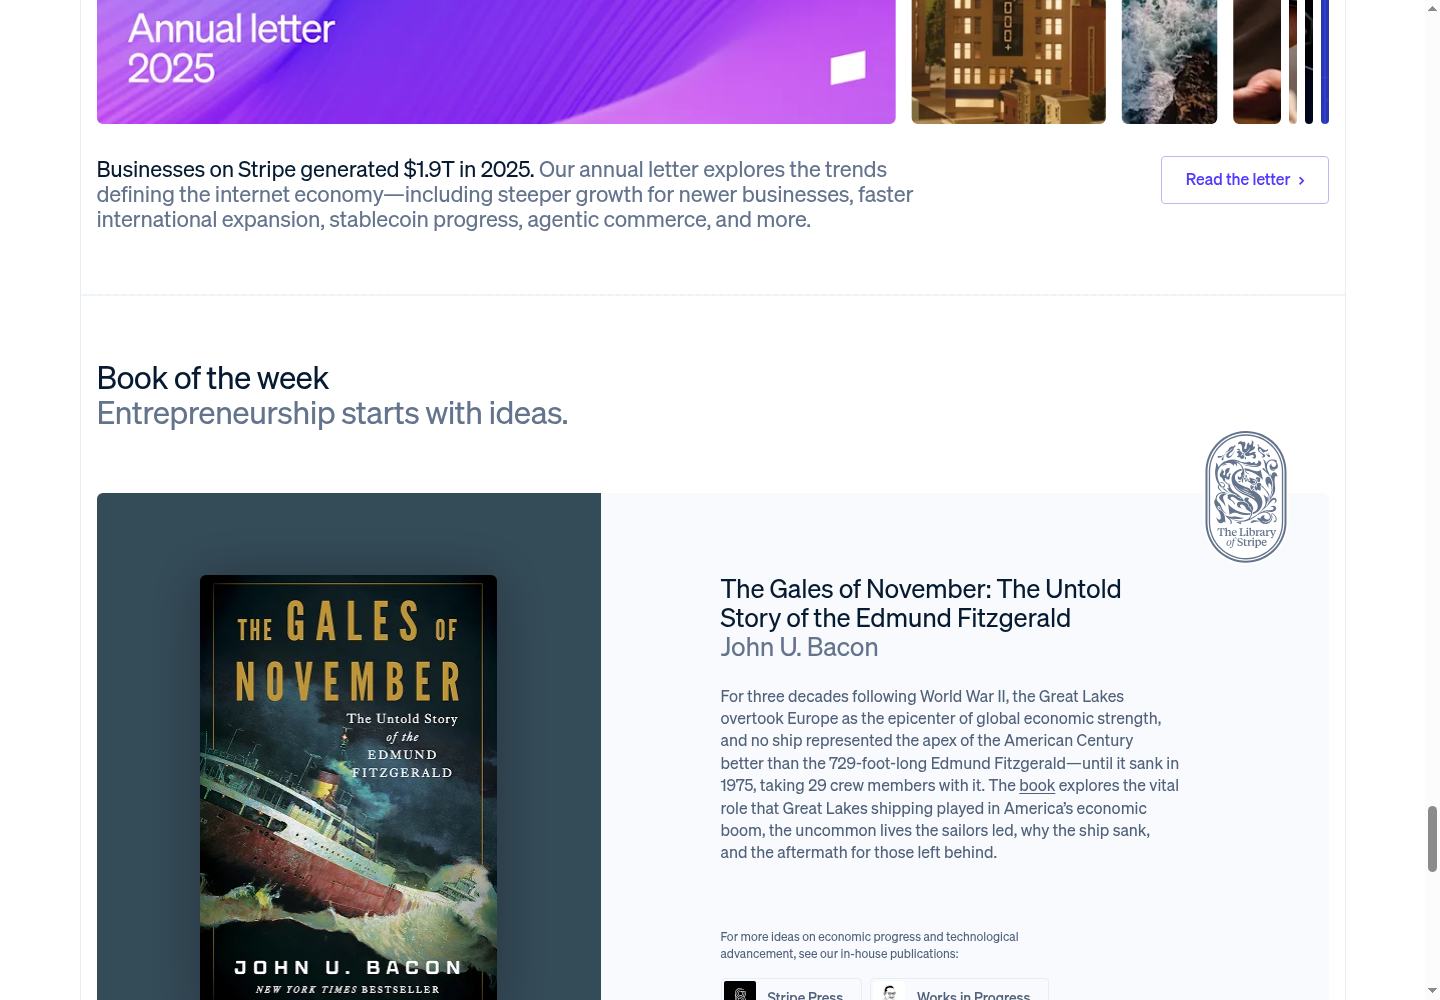 Annual letter
2025
Businesses on Stripe generated $1.9T in 2025. Our annual letter explores the trends
defining the internet economy—including steeper growth for newer businesses, faster
international expansion, stablecoin progress, agentic commerce, and more.
Read the letter
Book of the week
Entrepreneurship starts with ideas.
The Library
of Stripe
THE GALES OF
NOVEMBER
The Untold Story
of the
EDMUND
FITZGERALD
JOHN U. BACON
NEW YORK TIMES BESTSELLER
The Gales of November: The Untold
Story of the Edmund Fitzgerald
John U. Bacon
For three decades following World War II, the Great Lakes
overtook Europe as the epicenter of global economic strength,
and no ship represented the apex of the American Century
better than the 729-foot-long Edmund Fitzgerald—until it sank in
1975, taking 29 crew members with it. The book explores the vital
role that Great Lakes shipping played in America’s economic
boom, the uncommon lives the sailors led, why the ship sank,
and the aftermath for those left behind.
For more ideas on economic progress and technological
advancement, see our in-house publications:
Stripe Press
Works in Progress